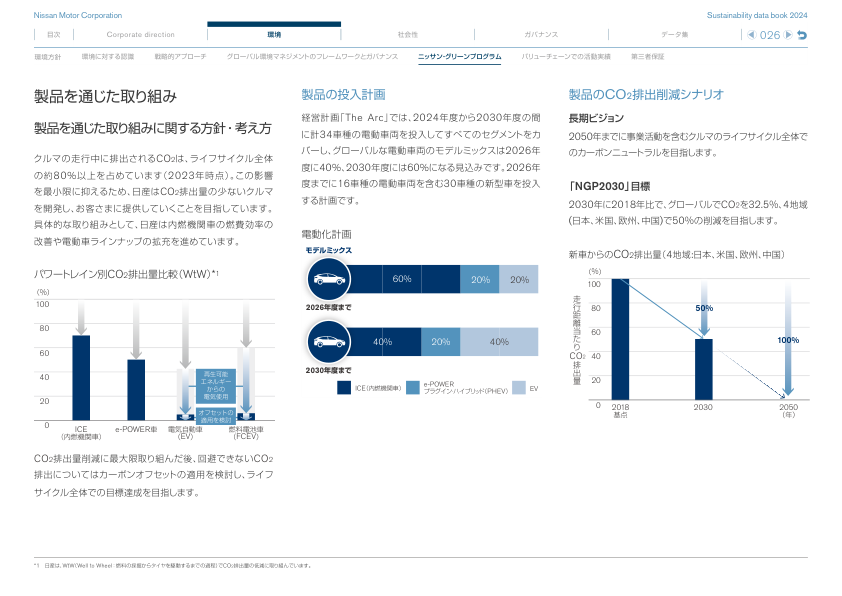 Nissan Motor Corporation
Sustainability data book 2024
目次
Corporate direction
環境
社会性
ガバナンス
データ集
026
環境方針
環境に対する認識
戦略的アプローチ
グローバル環境マネジメントのフレームワークとガバナンス
ニッサン・グリーンプログラム
バリューチェーンでの活動実績
第三者保証
製品を通じた取り組み
製品を通じた取り組みに関する方針・考え方
クルマの走行中に排出されるCO2は、ライフサイクル全体
の約80%以上を占めています(2023年時点)。この影響
を最小限に抑えるため、日産はCO2排出量の少ないクルマ
を開発し、お客さまに提供していくことを目指しています。
具体的な取り組みとして、日産は内燃機関車の燃費効率の
改善や電動車ラインナップの拡充を進めています。
パワートレイン別CO2排出量比較(WtW)*1
(%)
100
80
60
40
20
0
再生可能
エネルギー
からの
電気使用
オフセットの
適用を検討
ICE
(内燃機関車)
e-POWER車
電気自動車
(EV)
燃料電池車
(FCEV)
CO2排出量削減に最大限取り組んだ後、回避できないCO2
排出についてはカーボンオフセットの適用を検討し、ライフ
サイクル全体での目標達成を目指します。
製品の投入計画
経営計画「The Arc」では、2024年度から2030年度の間
に計34車種の電動車両を投入してすべてのセグメントをカ
バーし、グローバルな電動車両のモデルミックスは2026年
度に40%、2030年度には60%になる見込みです。2026年
度までに16車種の電動車両を含む30車種の新型車を投入
する計画です。
電動化計画
モデルミックス
60%
20%
20%
2026年度まで
40%
20%
40%
2030年度まで
ICE(内燃機関車)
e-POWER
プラグインハイブリッド(PHEV)
EV
製品のCO2排出削減シナリオ
長期ビジョン
2050年までに事業活動を含むクルマのライフサイクル全体で
のカーボンニュートラルを目指します。
「NGP2030」目標
2030年に2018年比で、グローバルでCO2を32.5%、4地域
(日本、米国、欧州、中国)で50%の削減を目指します。
新車からのCO2排出量(4地域:日本、米国、欧州、中国)
(%)
走行距離当たりCO2排出量
100
80
60
40
20
0
50%
100%
2018
基点
2030
2050
(年)
*1 日産は、WtW(Well to Wheel: 燃料の採掘からタイヤを駆動するまでの過程)でCO2排出量の低減に取り組んでいます。